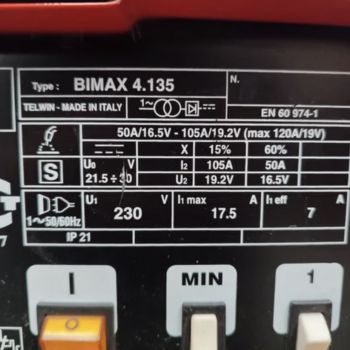 Type: BIMAX 4.135 N.
TELWIN - MADE IN ITALY 1~ EN 60 974-1
50A/16.5V - 105A/19.2V (max 120A/19V)
X 15% 60%
S U0 V I2 105A 50A
21.5 ÷ 30 U2 19.2V 16.5V
U1 V I1 max A I1 eff A
1~50/60Hz 230 17.5 7
IP 21
I MIN 1